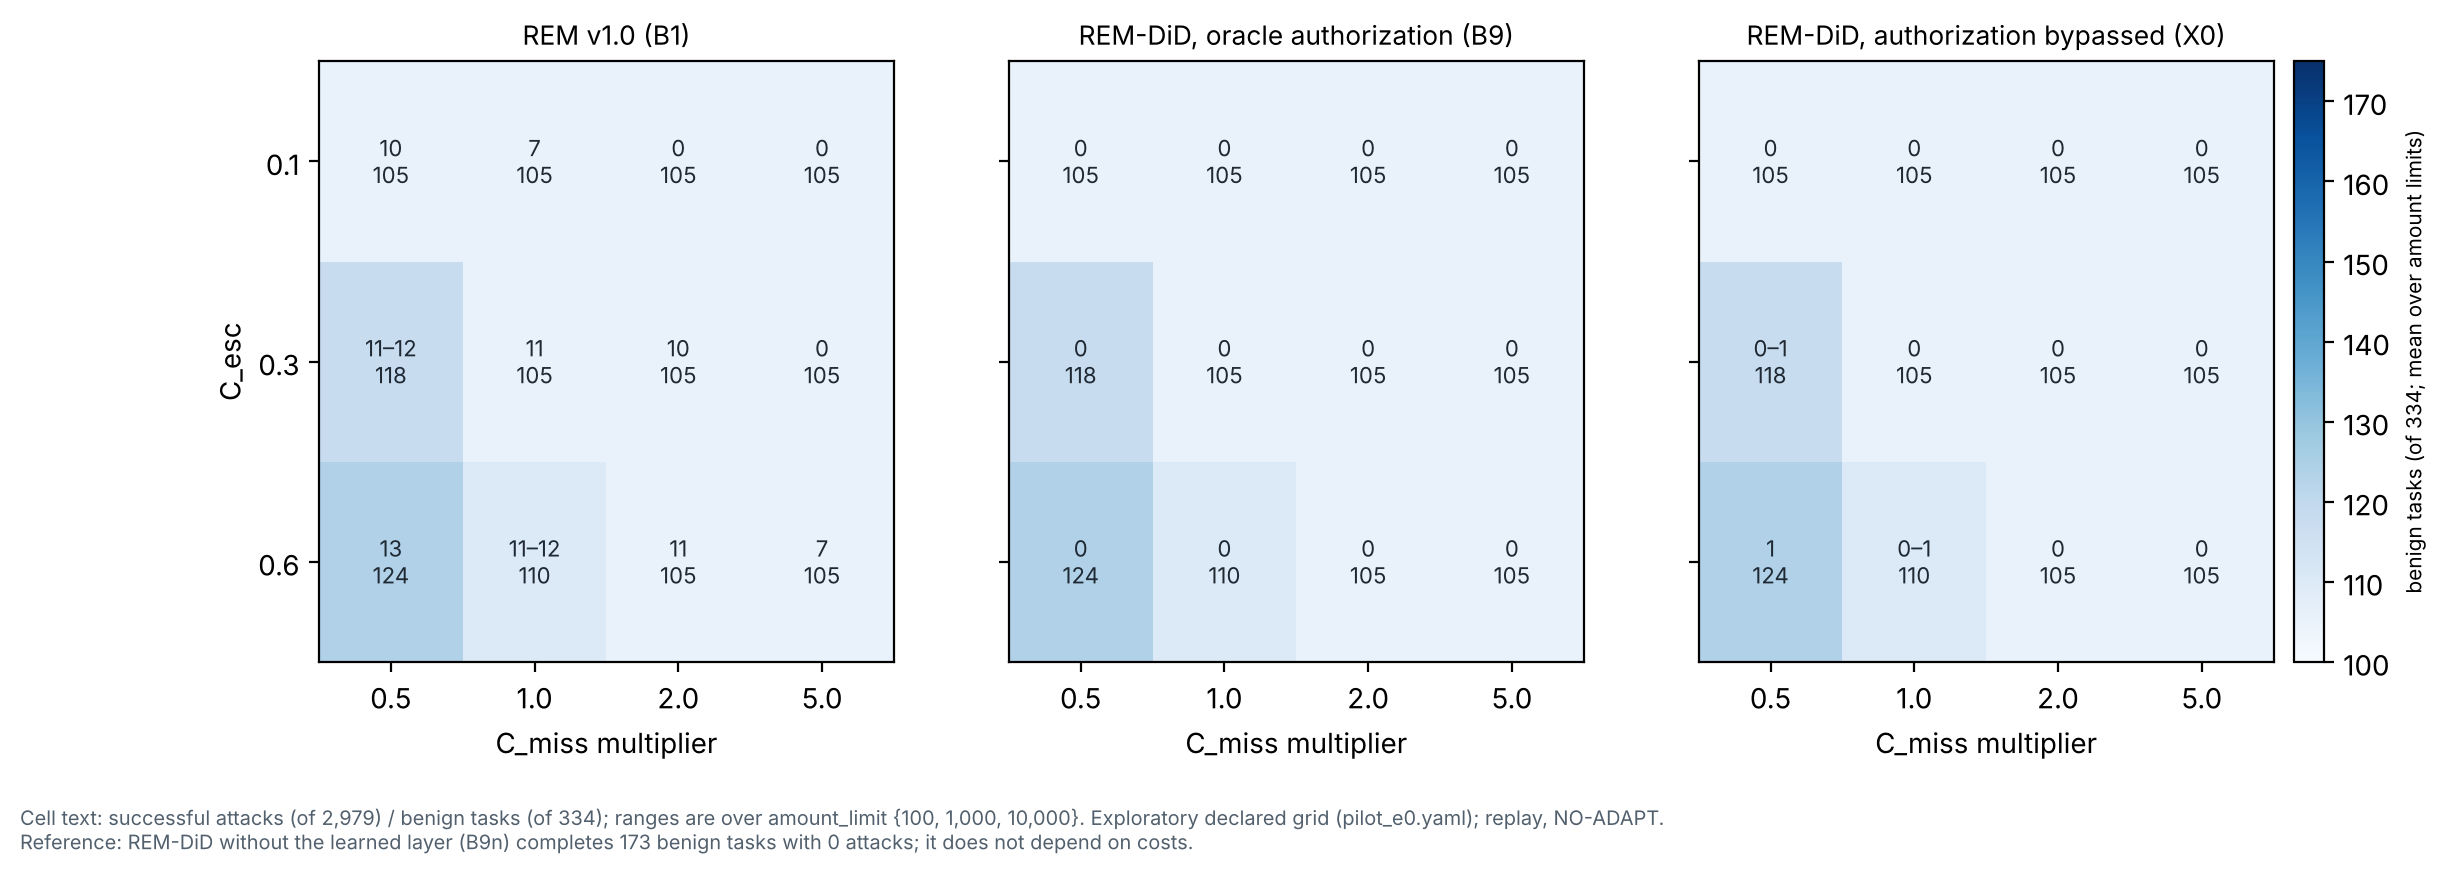 REM v1.0 (B1)
REM-DiD, oracle authorization (B9)
REM-DiD, authorization bypassed (X0)
C_esc
0.1
0.3
0.6
10 7 0 0
105 105 105 105
11–12 11 10 0
118 105 105 105
13 11–12 11 7
124 110 105 105
0.5 1.0 2.0 5.0
C_miss multiplier
0 0 0 0
105 105 105 105
0 0 0 0
118 105 105 105
0 0 0 0
124 110 105 105
0.5 1.0 2.0 5.0
C_miss multiplier
0 0 0 0
105 105 105 105
0–1 0 0 0
118 105 105 105
1 0–1 0 0
124 110 105 105
0.5 1.0 2.0 5.0
C_miss multiplier
170
160
150
140
130
120
110
100
benign tasks (of 334; mean over amount limits)
Cell text: successful attacks (of 2,979) / benign tasks (of 334); ranges are over amount_limit {100, 1,000, 10,000}. Exploratory declared grid (pilot_e0.yaml); replay, NO-ADAPT.
Reference: REM-DiD without the learned layer (B9n) completes 173 benign tasks with 0 attacks; it does not depend on costs.